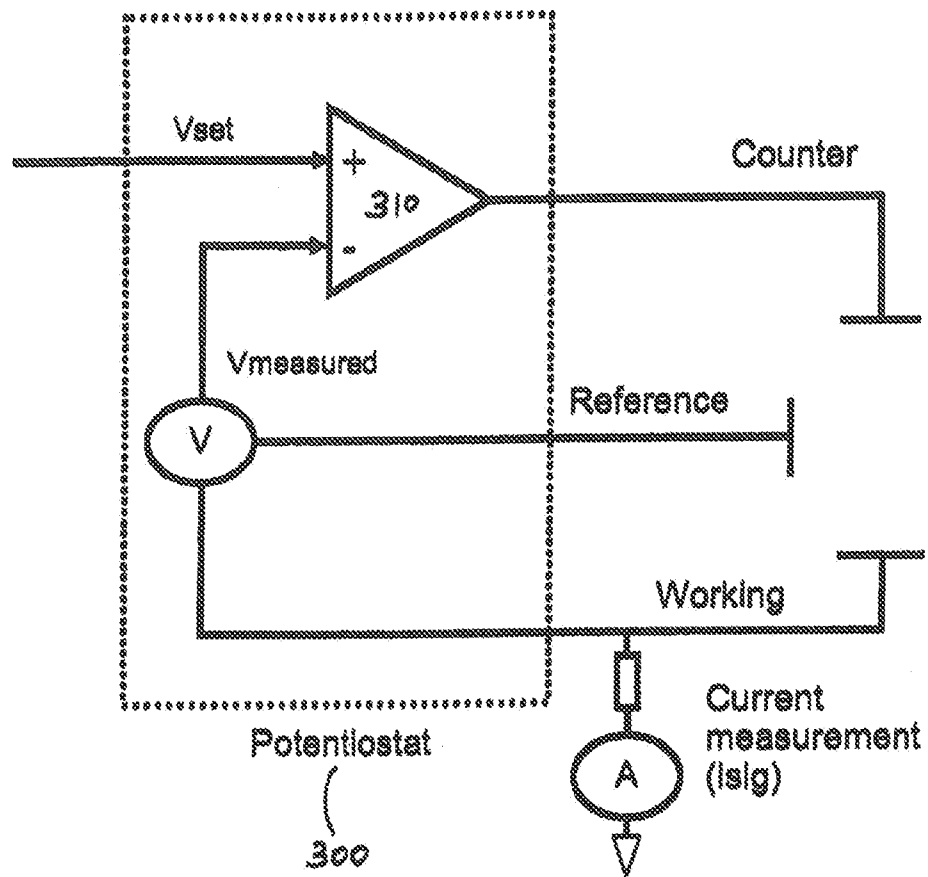 Vset
+
310
-
Counter
Vmeasured
V
Reference
Working
Potentiostat
300
Current
measurement
(Isig)
A